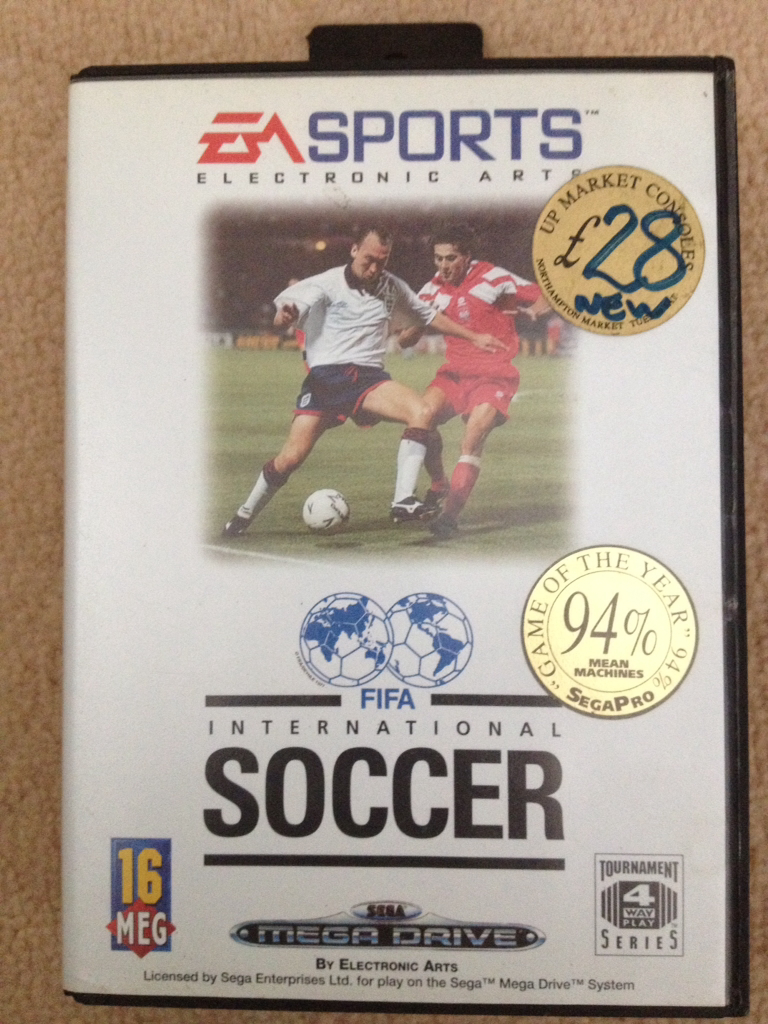 EA SPORTS™
ELECTRONIC ARTS
UP MARKET CONSOLES
£28
NEW
NORTHAMPTON MARKET
"GAME OF THE YEAR" 94%
94%
MEAN
MACHINES
SEGAPRO
FIFA
INTERNATIONAL
SOCCER
16
MEG
TOURNAMENT
4
WAY
PLAY
SERIES
SEGA
MEGA DRIVE
BY ELECTRONIC ARTS
Licensed by Sega Enterprises Ltd. for play on the Sega™ Mega Drive™ System